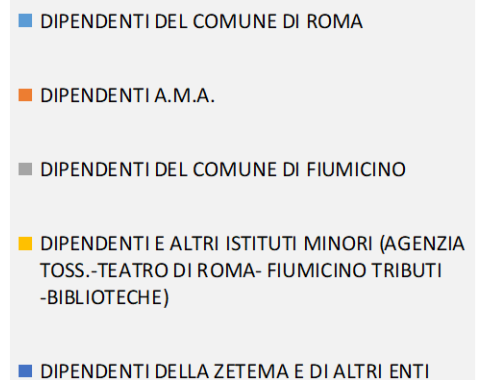 DIPENDENTI DEL COMUNE DI ROMA
DIPENDENTI A.M.A.
DIPENDENTI DEL COMUNE DI FIUMICINO
DIPENDENTI E ALTRI ISTITUTI MINORI (AGENZIA
TOSS.-TEATRO DI ROMA- FIUMICINO TRIBUTI
-BIBLIOTECHE)
DIPENDENTI DELLA ZETEMA E DI ALTRI ENTI